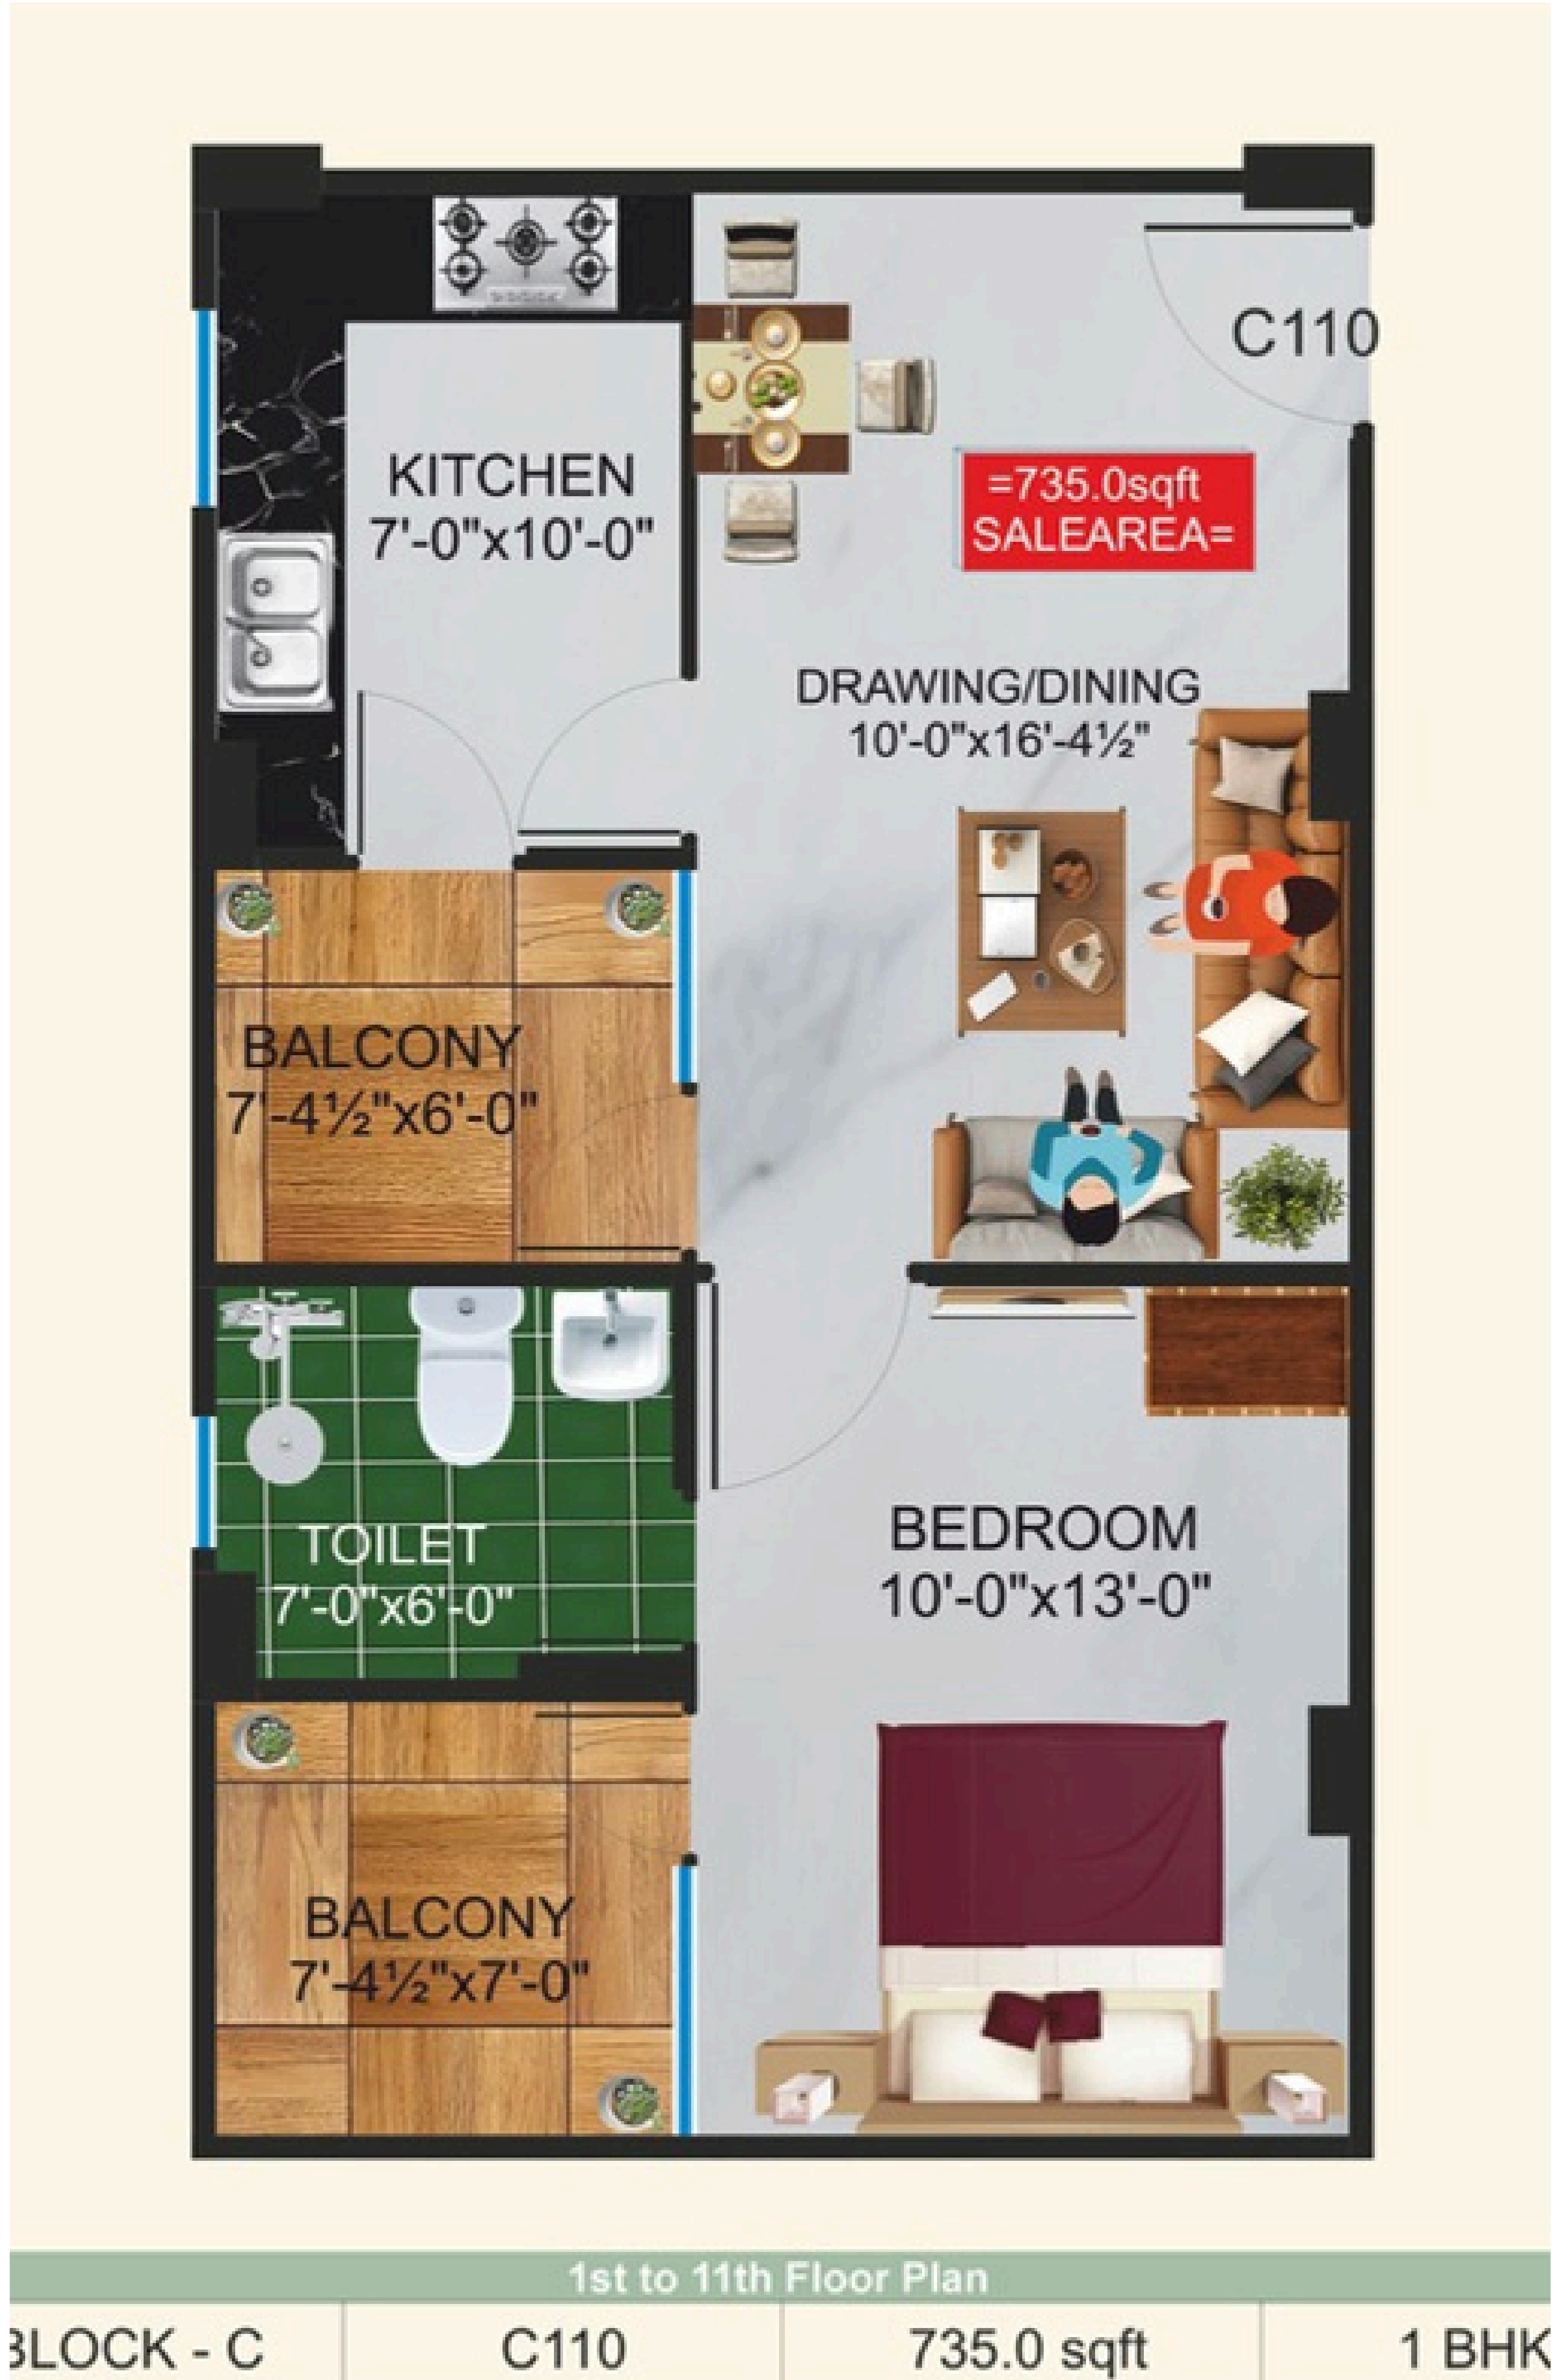 C110
=735.0sqft
SALEAREA=
KITCHEN
7'-0"x10'-0"
DRAWING/DINING
10'-0"x16'-4½"
BALCONY
7'-4½"x6'-0"
TOILET
7'-0"x6'-0"
BEDROOM
10'-0"x13'-0"
BALCONY
7'-4½"x7'-0"
1st to 11th Floor Plan
BLOCK - C C110 735.0 sqft 1 BHK